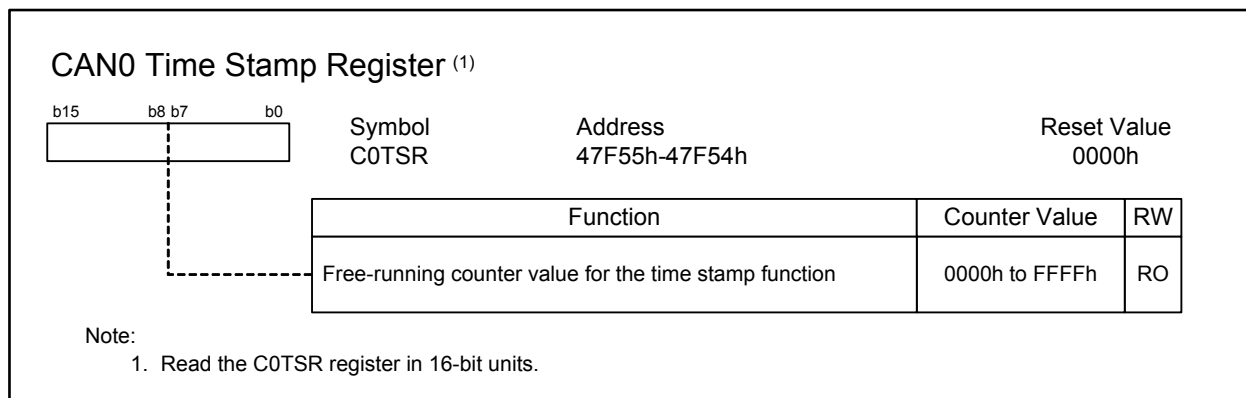 CAN0 Time Stamp Register (1)
b15 b8 b7 b0
Symbol Address Reset Value
C0TSR 47F55h-47F54h 0000h
Function Counter Value RW
Free-running counter value for the time stamp function 0000h to FFFFh RO
Note:
1. Read the C0TSR register in 16-bit units.